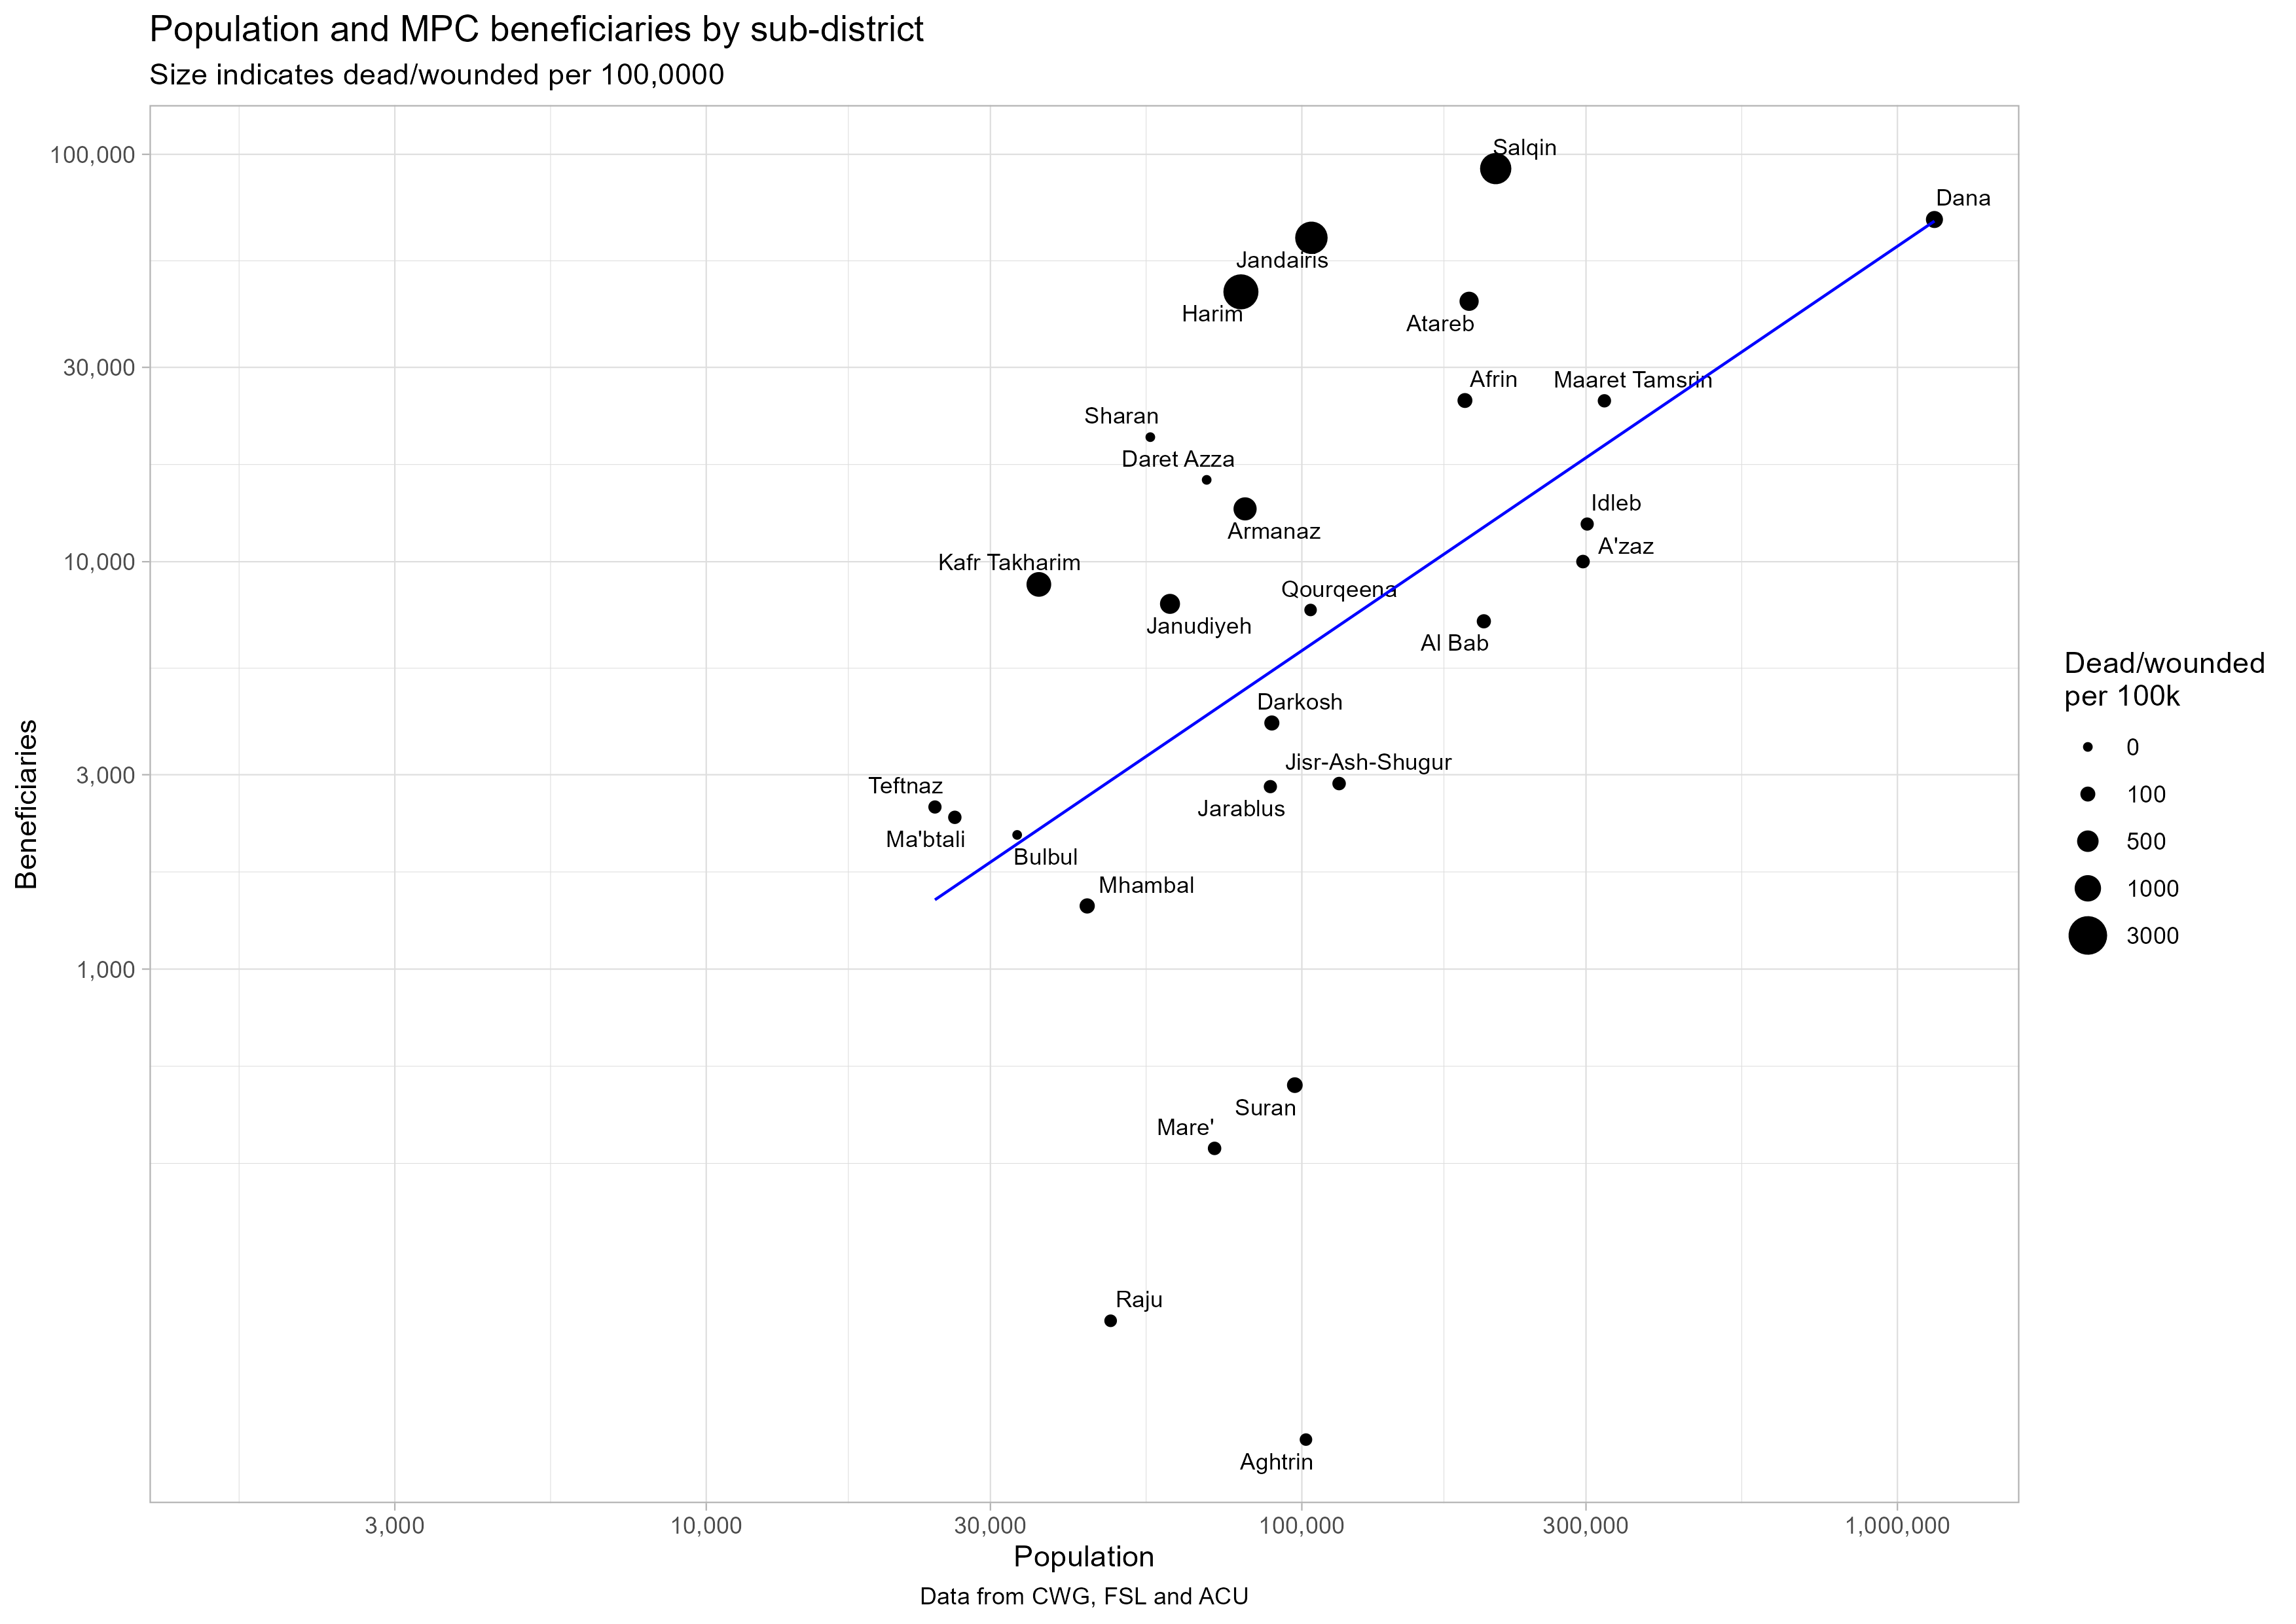 Population and MPC beneficiaries by sub-district
Size indicates dead/wounded per 100,0000
Beneficiaries
100,000
30,000
10,000
3,000
1,000
Salqin
Dana
Jandairis
Harim
Atareb
Afrin
Maaret Tamsrin
Sharan
Daret Azza
Armanaz
Idleb
A'zaz
Kafr Takharim
Qourqeena
Janudiyeh
Al Bab
Darkosh
Jisr-Ash-Shugur
Teftnaz
Jarablus
Ma'btali
Bulbul
Mhambal
Suran
Mare'
Raju
Aghtrin
3,000
10,000
30,000
100,000
300,000
1,000,000
Population
Data from CWG, FSL and ACU
Dead/wounded
per 100k
0
100
500
1000
3000